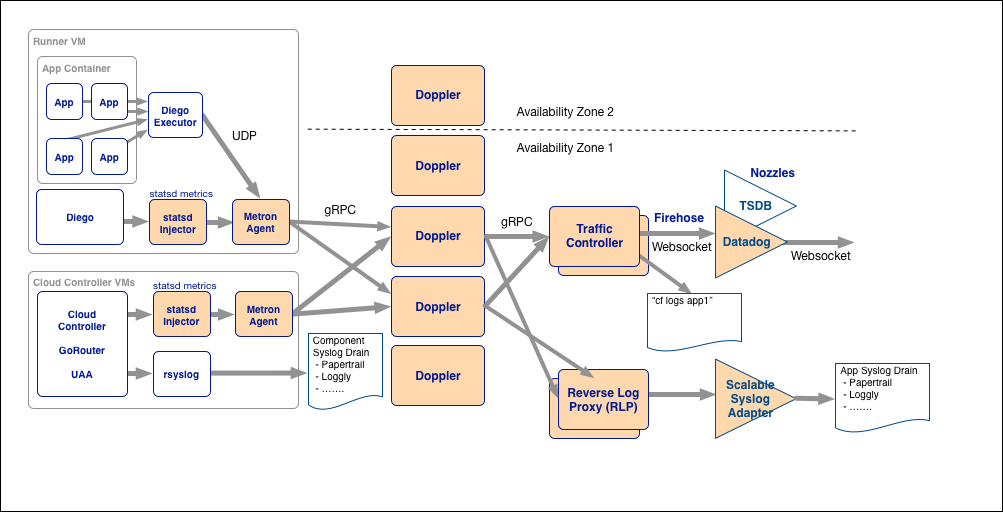 Runner VM
App Container
App
App
App
App
Diego
Executor
UDP
Diego
statsd metrics
statsd
Injector
Metron
Agent
Cloud Controller VMs
Cloud
Controller
GoRouter
UAA
statsd metrics
statsd
Injector
Metron
Agent
rsyslog
Component
Syslog Drain
- Papertrail
- Loggly
- .......
gRPC
Doppler
Availability Zone 2
Availability Zone 1
Doppler
Doppler
Doppler
Doppler
gRPC
Traffic
Controller
Firehose
Websocket
Nozzles
TSDB
Datadog
Websocket
“cf logs app1”
Reverse Log
Proxy (RLP)
Scalable
Syslog
Adapter
App Syslog Drain
- Papertrail
- Loggly
- .......